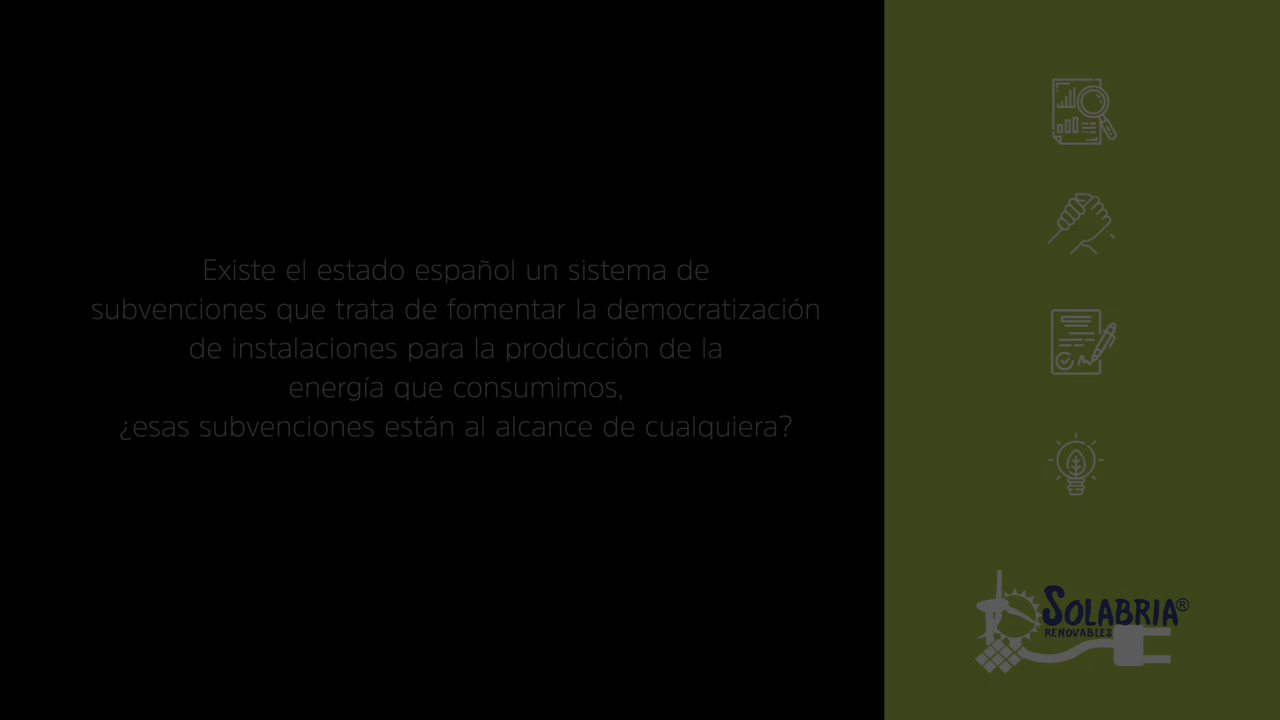 Existe el estado español un sistema de
subvenciones que trata de fomentar la democratización
de instalaciones para la producción de la
energía que consumimos,
¿esas subvenciones están al alcance de cualquiera?
SOLABRIA®
RENOVABLES